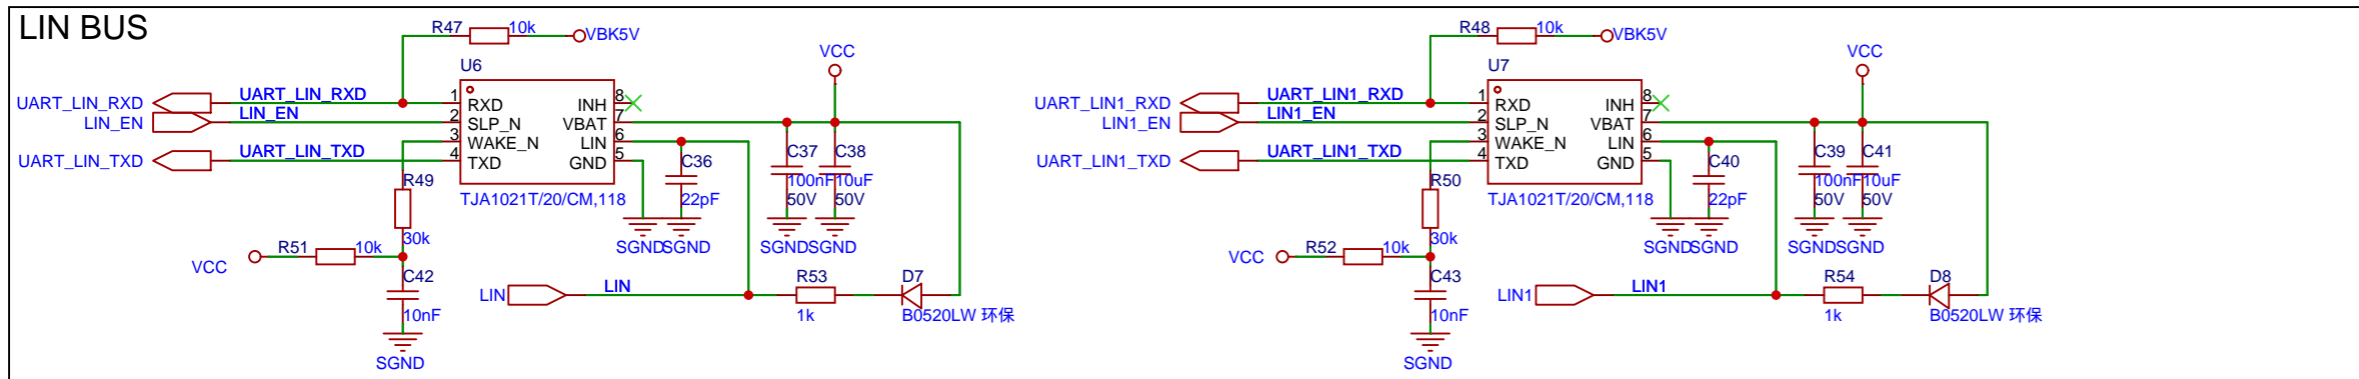 LIN BUS
R47 10k VBK5V
VCC
U6
UART_LIN_RXD UART_LIN_RXD 1 RXD INH 8
LIN_EN LIN_EN 2 SLP_N VBAT 7
3 WAKE_N LIN 6
UART_LIN_TXD UART_LIN_TXD 4 TXD GND 5
TJA1021T/20/CM,118
C36
22pF
C37
100nF
50V
C38
10uF
50V
SGND SGND SGND SGND
R49
30k
VCC R51 10k
C42
10nF
SGND
LIN LIN R53 D7
1k B0520LW 环保
R48 10k VBK5V
VCC
U7
UART_LIN1_RXD UART_LIN1_RXD 1 RXD INH 8
LIN1_EN LIN1_EN 2 SLP_N VBAT 7
3 WAKE_N LIN 6
UART_LIN1_TXD UART_LIN1_TXD 4 TXD GND 5
TJA1021T/20/CM,118
C40
22pF
C39
100nF
50V
C41
10uF
50V
SGND SGND SGND SGND
R50
30k
VCC R52 10k
C43
10nF
SGND
LIN1 LIN1 R54 D8
1k B0520LW 环保